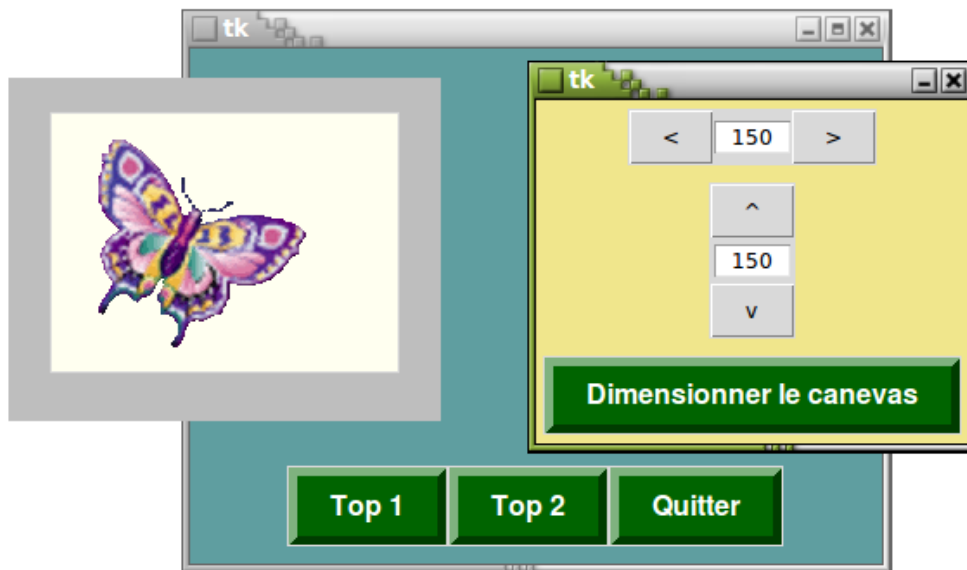 tk
tk
< 150 >
^
150
v
Dimensionner le canevas
Top 1 Top 2 Quitter